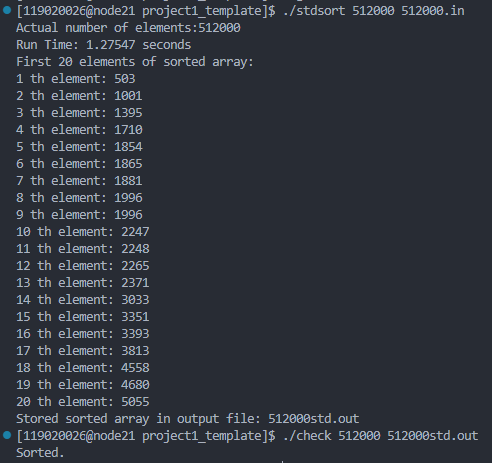 [119020026@node21 project1_template]$ ./stdsort 512000 512000.in
Actual number of elements:512000
Run Time: 1.27547 seconds
First 20 elements of sorted array:
1 th element: 503
2 th element: 1001
3 th element: 1395
4 th element: 1710
5 th element: 1854
6 th element: 1865
7 th element: 1881
8 th element: 1996
9 th element: 1996
10 th element: 2247
11 th element: 2248
12 th element: 2265
13 th element: 2371
14 th element: 3033
15 th element: 3351
16 th element: 3393
17 th element: 3813
18 th element: 4558
19 th element: 4680
20 th element: 5055
Stored sorted array in output file: 512000std.out
[119020026@node21 project1_template]$ ./check 512000 512000std.out
Sorted.